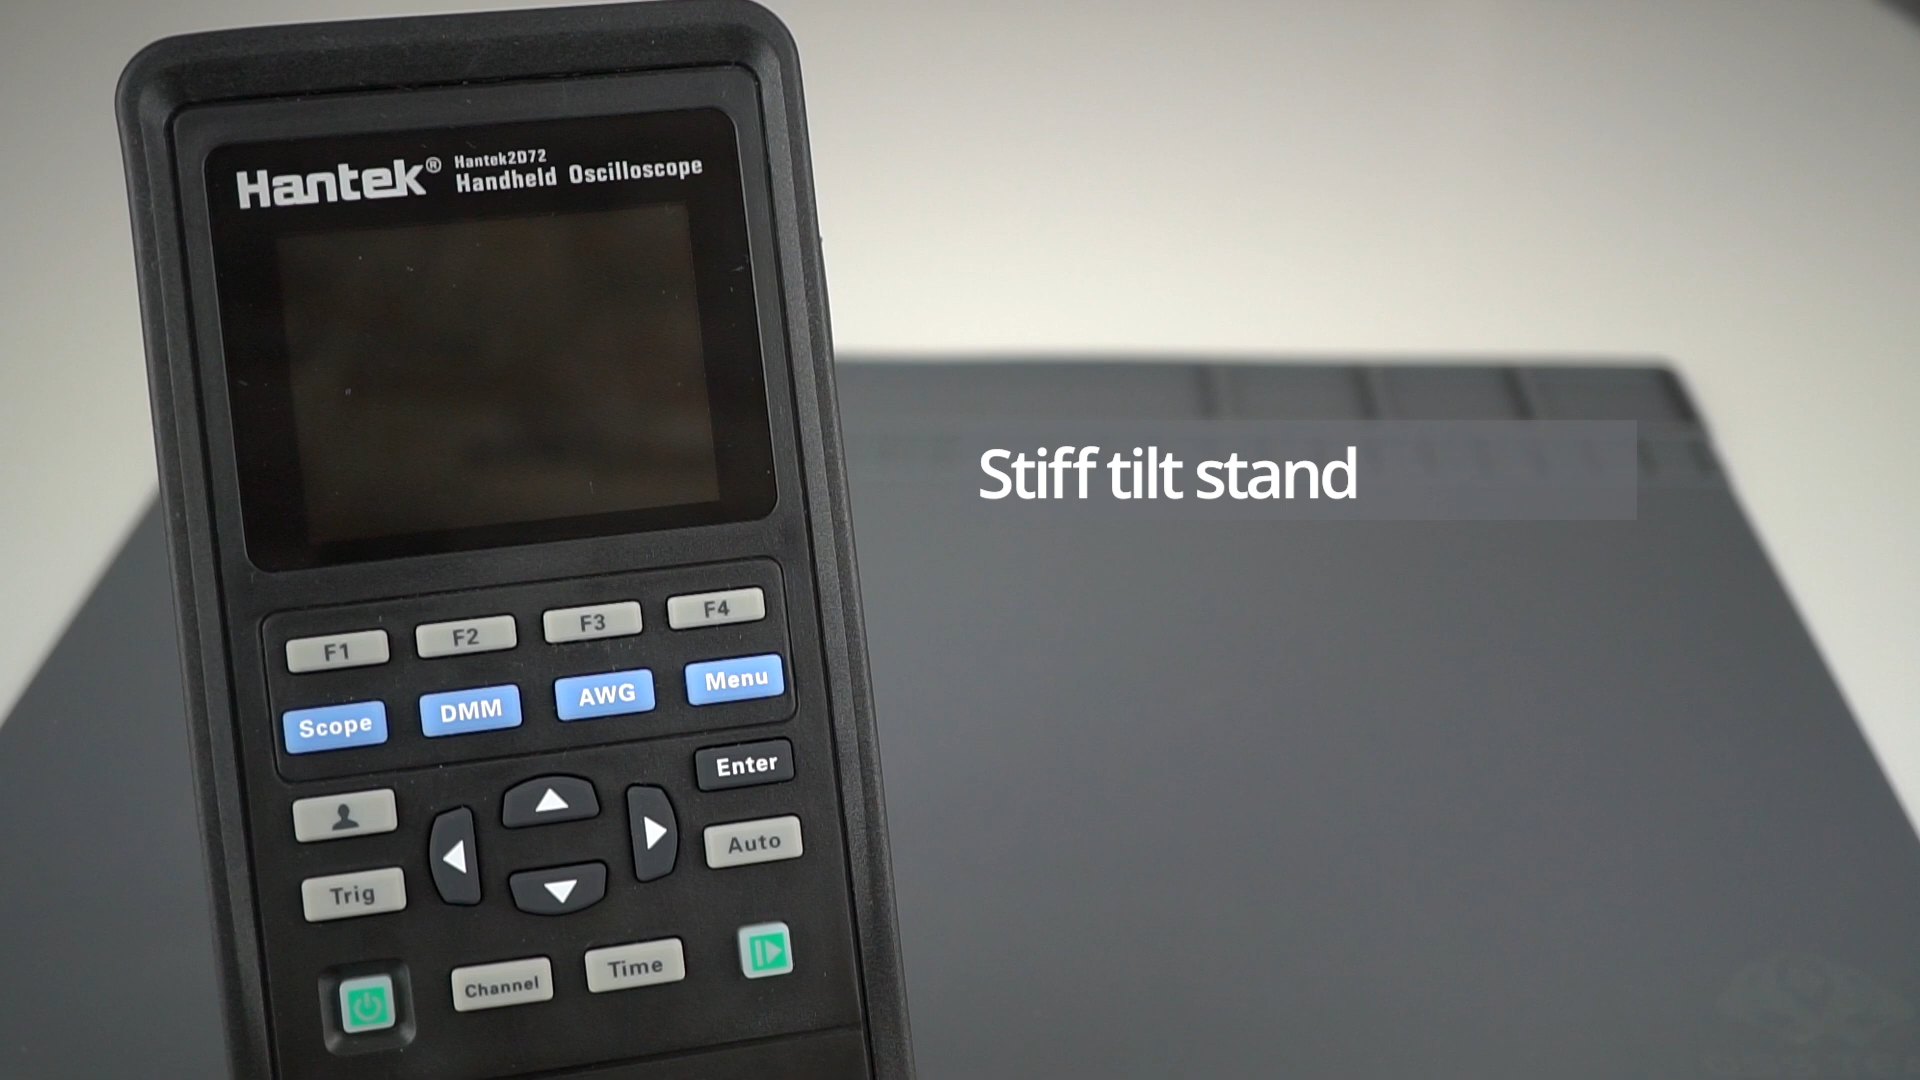 Hantek®
Hantek2D72
Handheld Oscilloscope
Stiff tilt stand
F1 F2 F3 F4
Scope DMM AWG Menu
Enter
Auto
Trig
Channel Time